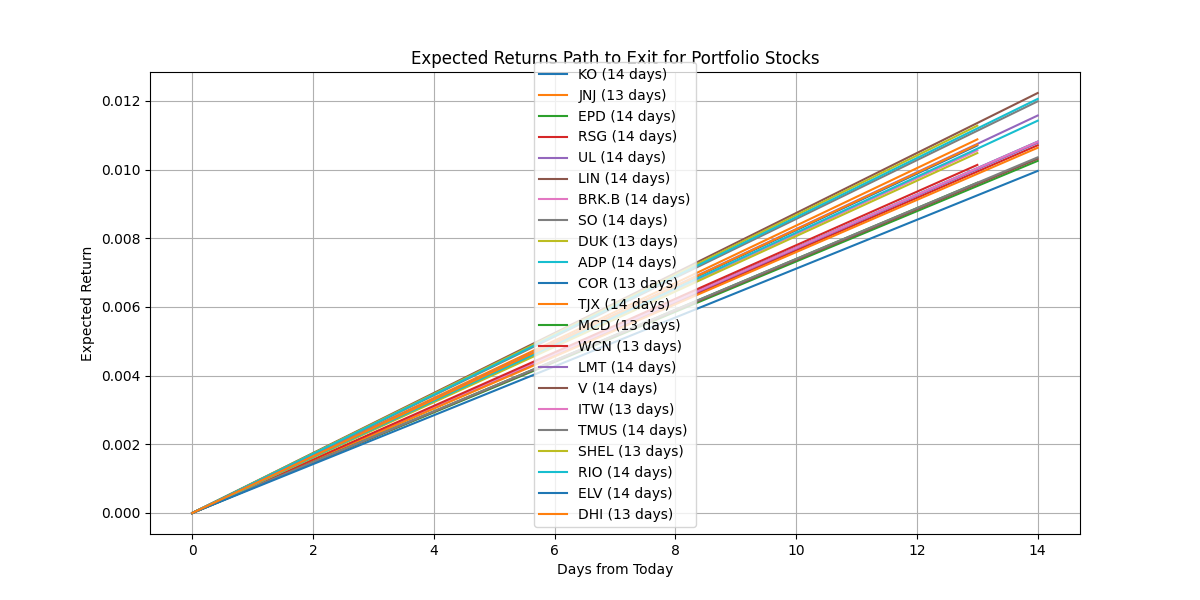 Expected Returns Path to Exit for Portfolio Stocks
KO (14 days)
JNJ (13 days)
EPD (14 days)
RSG (14 days)
UL (14 days)
LIN (14 days)
BRK.B (14 days)
SO (14 days)
DUK (13 days)
ADP (14 days)
COR (13 days)
TJX (14 days)
MCD (13 days)
WCN (13 days)
LMT (14 days)
V (14 days)
ITW (13 days)
TMUS (14 days)
SHEL (13 days)
RIO (14 days)
ELV (14 days)
DHI (13 days)
0.012
0.010
0.008
0.006
0.004
0.002
0.000
Expected Return
0 2 4 6 8 10 12 14
Days from Today